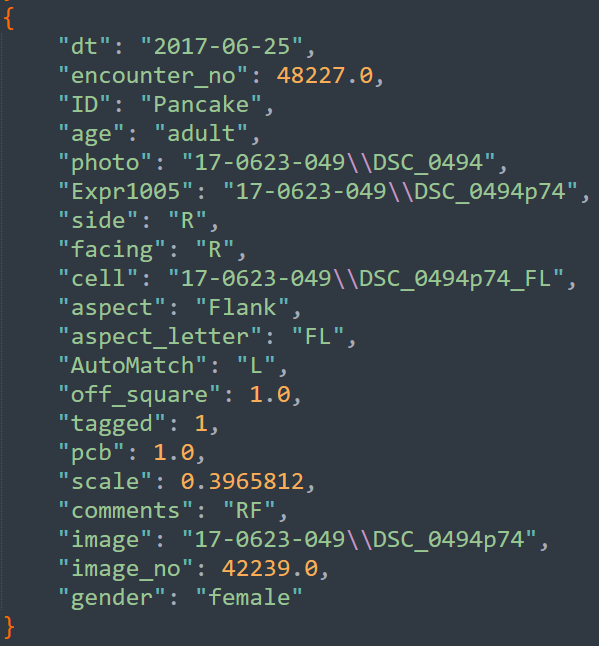 {
"dt": "2017-06-25",
"encounter_no": 48227.0,
"ID": "Pancake",
"age": "adult",
"photo": "17-0623-049\\DSC_0494",
"Expr1005": "17-0623-049\\DSC_0494p74",
"side": "R",
"facing": "R",
"cell": "17-0623-049\\DSC_0494p74_FL",
"aspect": "Flank",
"aspect_letter": "FL",
"AutoMatch": "L",
"off_square": 1.0,
"tagged": 1,
"pcb": 1.0,
"scale": 0.3965812,
"comments": "RF",
"image": "17-0623-049\\DSC_0494p74",
"image_no": 42239.0,
"gender": "female"
}